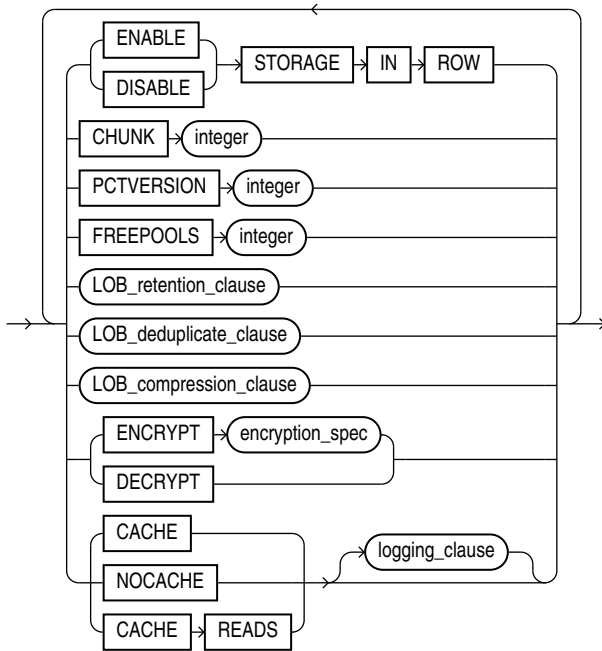 ENABLE
DISABLE
STORAGE IN ROW
CHUNK integer
PCTVERSION integer
FREEPOOLS integer
LOB_retention_clause
LOB_deduplicate_clause
LOB_compression_clause
ENCRYPT encryption_spec
DECRYPT
CACHE
NOCACHE
CACHE READS
logging_clause